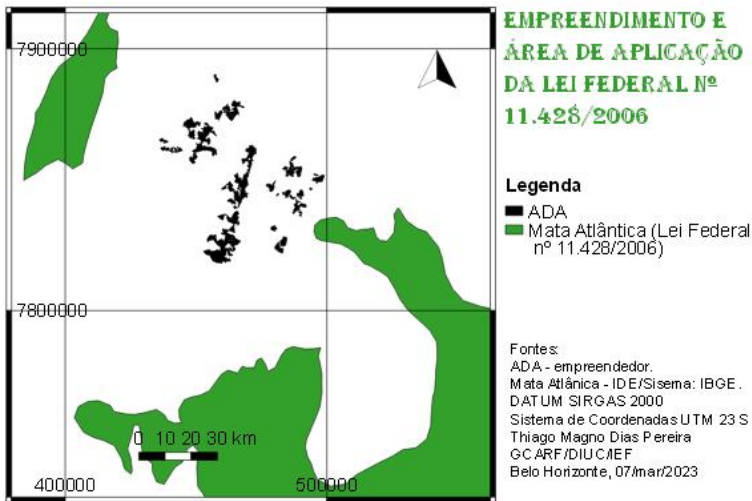 EMPREENDIMENTO E
ÁREA DE APLICAÇÃO
DA LEI FEDERAL Nº
11.428/2006
7900000
7800000
0 10 20 30 km
400000
500000
Legenda
ADA
Mata Atlântica (Lei Federal
nº 11.428/2006)
Fontes:
ADA - empreendedor.
Mata Atlânica - IDE/Sisema: IBGE.
DATUM SIRGAS 2000
Sistema de Coordenadas UTM 23 S
Thiago Magno Dias Pereira
GCARF/DIUC/IEF
Belo Horizonte, 07/mar/2023